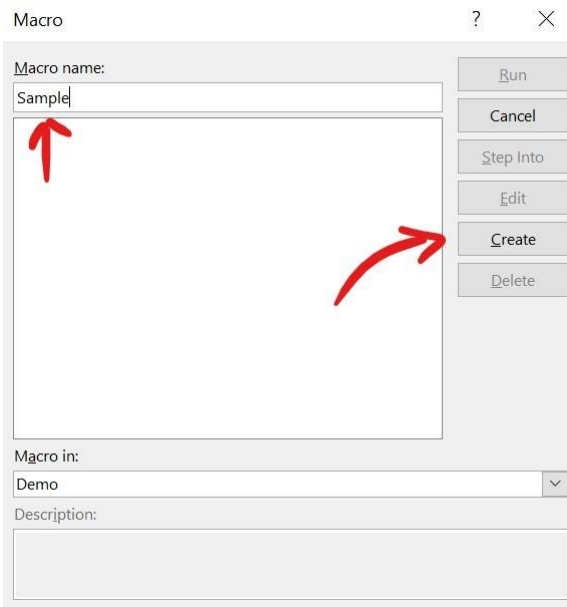 Macro ? ×
Macro name:
Sample
Run
Cancel
Step Into
Edit
Create
Delete
Macro in:
Demo
Description: